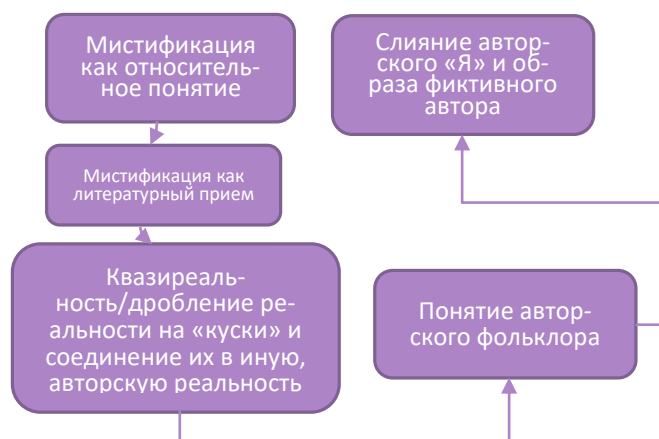 Мистификация
как относитель-
ное понятие
Мистификация как
литературный прием
Квазиреаль-
ность/дробление ре-
альности на «куски» и
соединение их в иную,
авторскую реальность
Слияние автор-
ского «Я» и об-
раза фиктивного
автора
Понятие автор-
ского фольклора